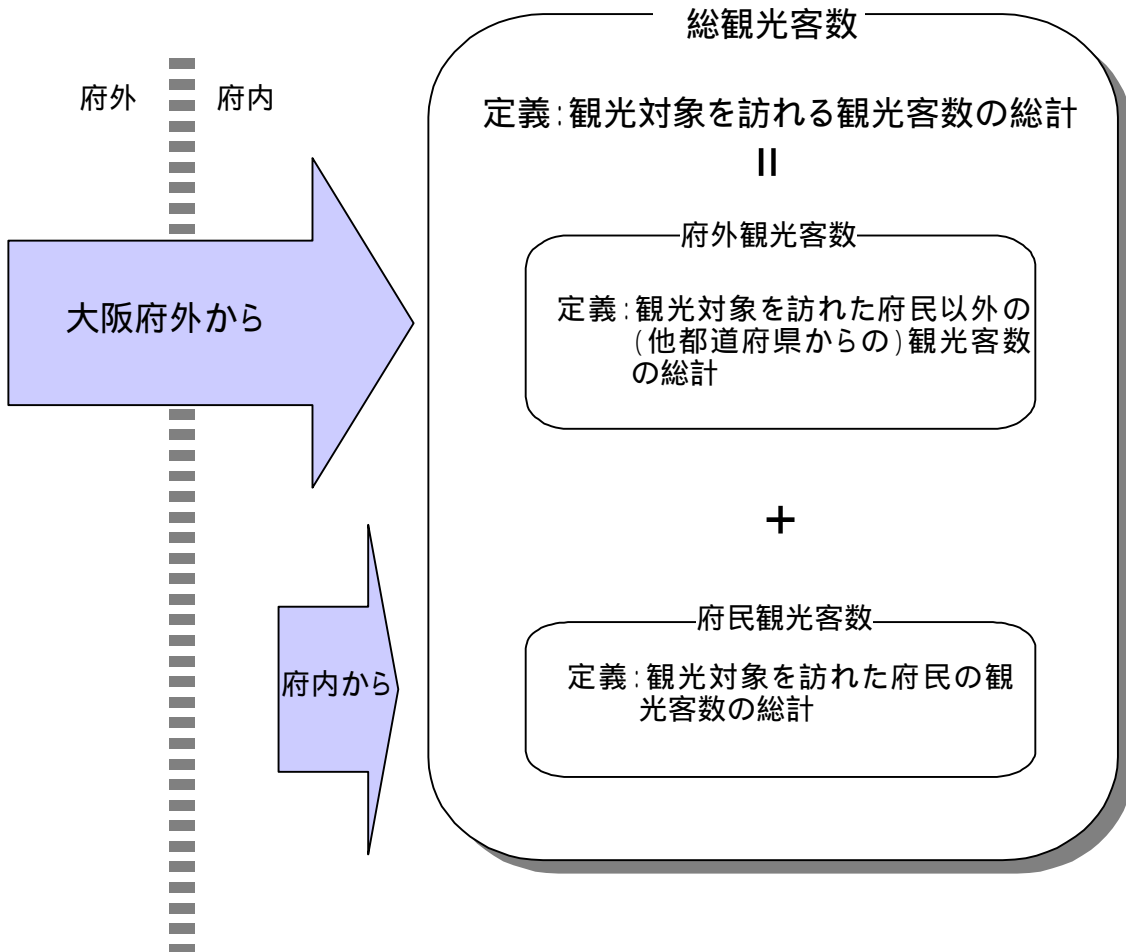 総観光客数
府外
府内
定義:観光対象を訪れる観光客数の総計
=
府外観光客数
大阪府外から
定義:観光対象を訪れた府民以外の
(他都道府県からの)観光客数
の総計
+
府民観光客数
府内から
定義:観光対象を訪れた府民の観
光客数の総計